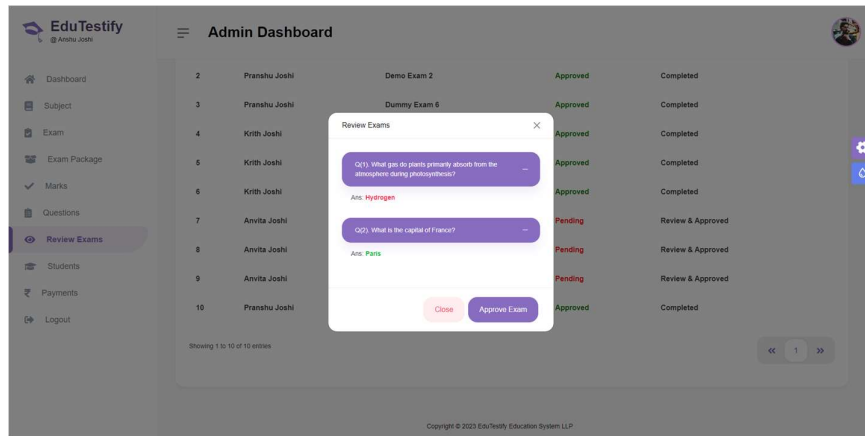 EduTestify
@ Anshu Joshi
Admin Dashboard
Dashboard
Subject
Exam
Exam Package
Marks
Questions
Review Exams
Students
Payments
Logout
2 Pranshu Joshi Demo Exam 2 Approved Completed
3 Pranshu Joshi Dummy Exam 6 Approved Completed
4 Krith Joshi Approved Completed
5 Krith Joshi Approved Completed
6 Krith Joshi Approved Completed
7 Anvita Joshi Pending Review & Approved
8 Anvita Joshi Pending Review & Approved
9 Anvita Joshi Pending Review & Approved
10 Pranshu Joshi Approved Completed
Review Exams
Q(1). What gas do plants primarily absorb from the
atmosphere during photosynthesis?
Ans: Hydrogen
Q(2). What is the capital of France?
Ans: Paris
Close Approve Exam
Showing 1 to 10 of 10 entries
« 1 »
Copyright © 2023 EduTestify Education System LLP